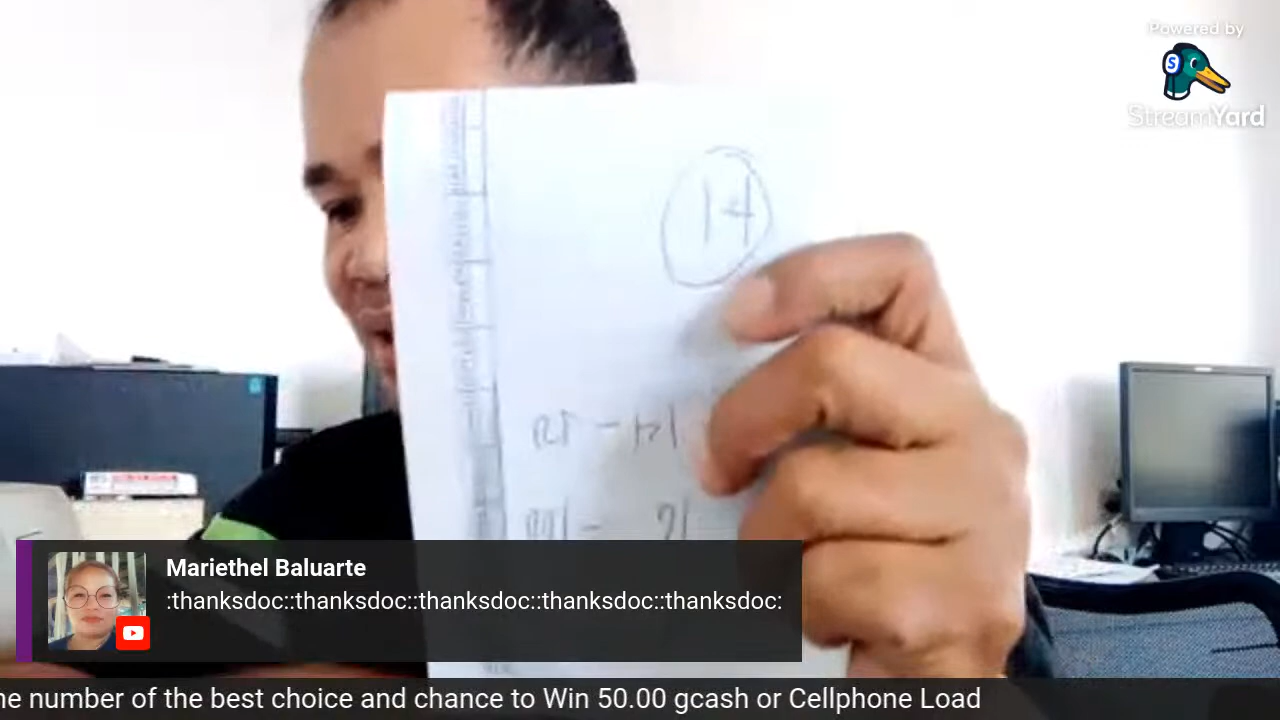 Powered by
StreamYard
14
Mariethel Baluarte
:thanksdoc::thanksdoc::thanksdoc::thanksdoc::thanksdoc:
he number of the best choice and chance to Win 50.00 gcash or Cellphone Load